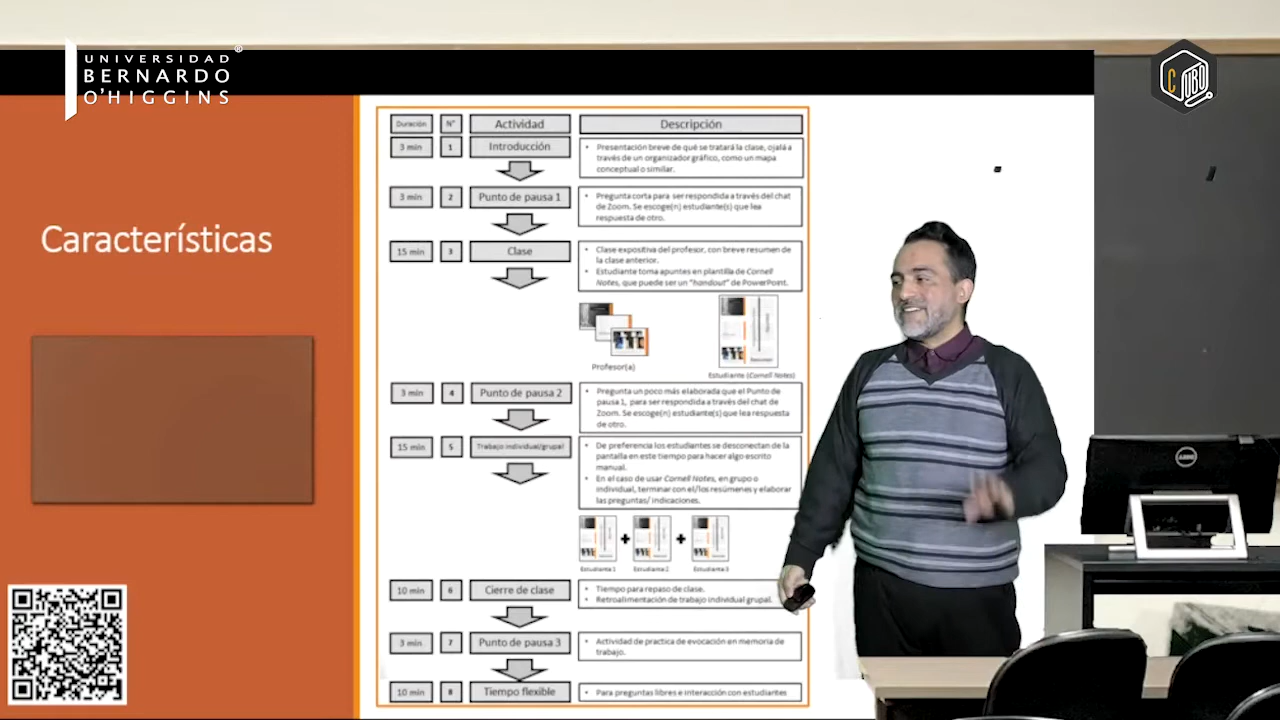 UNIVERSIDAD
BERNARDO
O'HIGGINS
®
C UBO
Características
Duración N° Actividad Descripción
3 min 1 Introducción
• Presentación breve de qué se tratará la clase, ojalá a
través de un organizador gráfico, como un mapa
conceptual o similar.
3 min 2 Punto de pausa 1
• Pregunta corta para ser respondida a través del chat
de Zoom. Se escoge(n) estudiante(s) que lea
respuesta de otro.
15 min 3 Clase
• Clase expositiva del profesor, con breve resumen de
la clase anterior.
• Estudiante toma apuntes en plantilla de Cornell
Notes, que puede ser un "handout" de PowerPoint.
Profesor(a)
Estudiante (Cornell Notes)
3 min 4 Punto de pausa 2
• Pregunta un poco más elaborada que el Punto de
pausa 1, para ser respondida a través del chat de
Zoom. Se escoge(n) estudiante(s) que lea respuesta
de otro.
15 min 5 Trabajo individual/grupal
• De preferencia los estudiantes se desconectan de la
pantalla en este tiempo para hacer algo escrito
manual.
• En el caso de usar Cornell Notes, en grupo o
individual, terminar con el/los resúmenes y elaborar
las preguntas/ indicaciones.
Estudiante 1 + Estudiante 2 + Estudiante 3
10 min 6 Cierre de clase
• Tiempo para repaso de clase.
• Retroalimentación de trabajo individual grupal.
3 min 7 Punto de pausa 3
• Actividad de practica de evocación en memoria de
trabajo.
10 min 8 Tiempo flexible
• Para preguntas libres e interacción con estudiantes
DELL